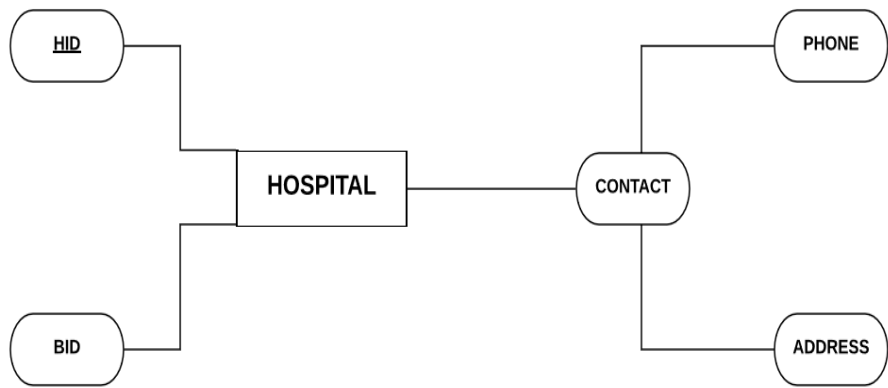 HID
PHONE
HOSPITAL
CONTACT
BID
ADDRESS